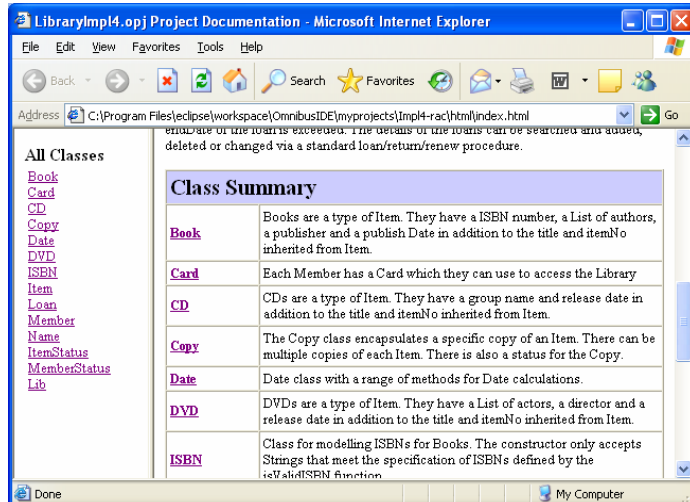 LibraryImpl4.opj Project Documentation - Microsoft Internet Explorer
File Edit View Favorites Tools Help
Back Search Favorites
Address C:\Program Files\eclipse\workspace\OmnibusIDE\myprojects\Impl4-rac\html\index.html Go
All Classes
Book
Card
CD
Copy
Date
DVD
ISBN
Item
Loan
Member
Name
ItemStatus
MemberStatus
Lib
endDate of the loan is exceeded. The details of the loans can be searched and added,
deleted or changed via a standard loan/return/renew procedure.
Class Summary
Book
Books are a type of Item. They have a ISBN number, a List of authors,
a publisher and a publish Date in addition to the title and itemNo
inherited from Item.
Card
Each Member has a Card which they can use to access the Library
CD
CDs are a type of Item. They have a group name and release date in
addition to the title and itemNo inherited from Item.
Copy
The Copy class encapsulates a specific copy of an Item. There can be
multiple copies of each Item. There is also a status for the Copy.
Date
Date class with a range of methods for Date calculations.
DVD
DVDs are a type of Item. They have a List of actors, a director and a
release date in addition to the title and itemNo inherited from Item.
ISBN
Class for modelling ISBNs for Books. The constructor only accepts
Strings that meet the specification of ISBNs defined by the
isValidISBN function
Done
My Computer